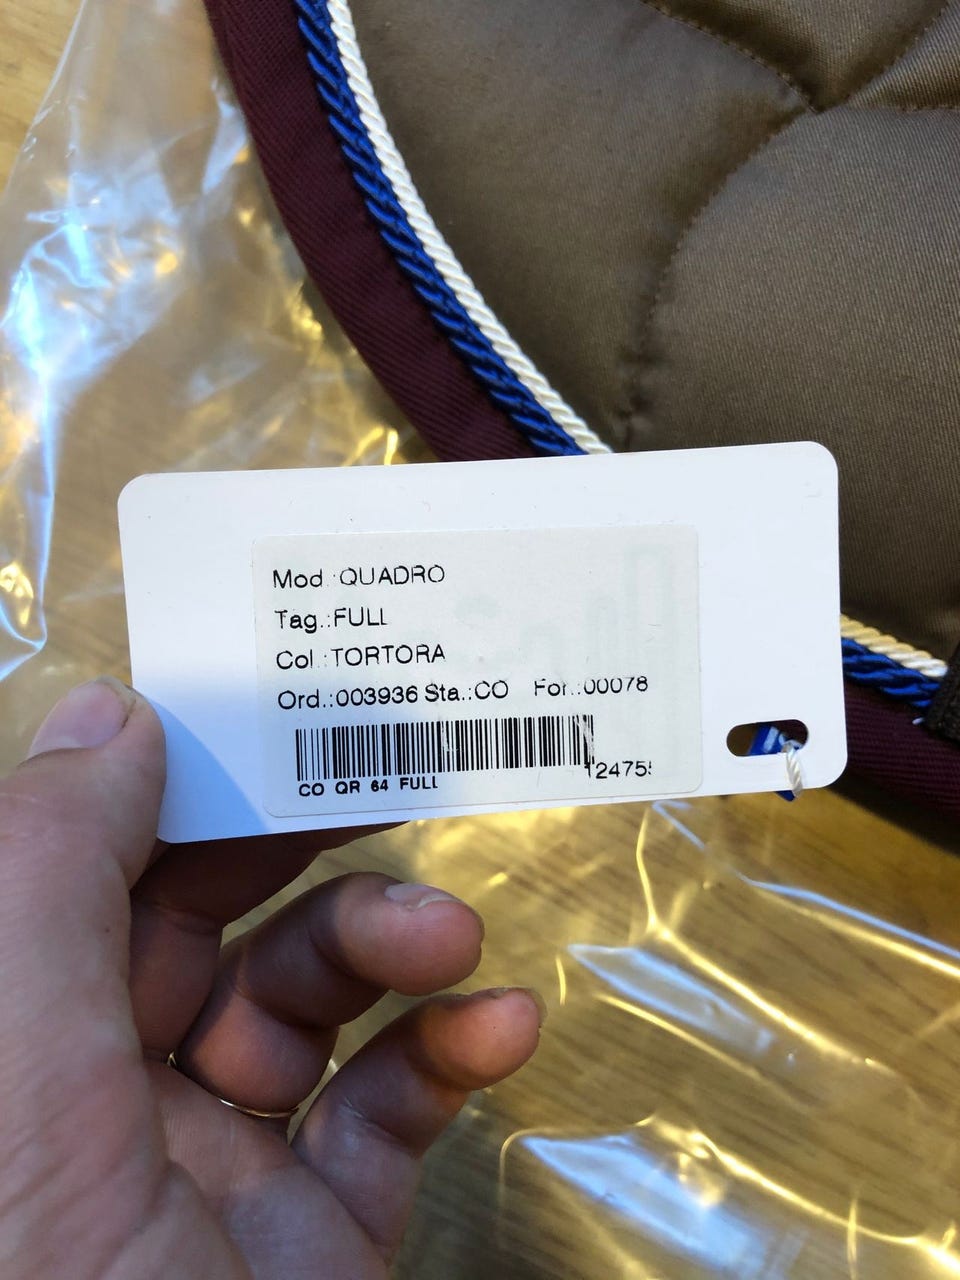 Mod.:QUADRO
Tag.:FULL
Col.:TORTORA
Ord.:003936 Sta.:CO For.:00078
CO QR 64 FULL